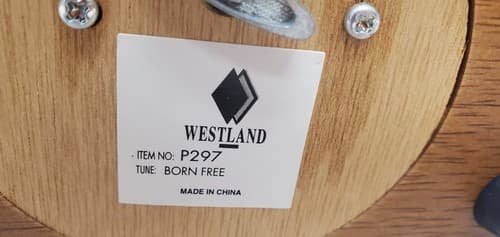 WESTLAND
ITEM NO: P297
TUNE: BORN FREE
MADE IN CHINA